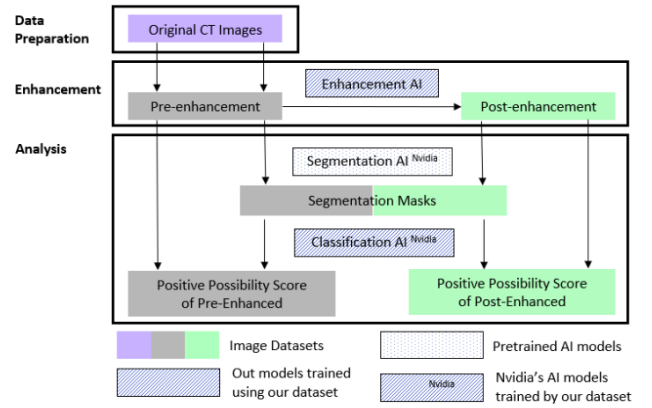 Data
Preparation
Original CT Images
Enhancement
Enhancement AI
Pre-enhancement
Post-enhancement
Analysis
Segmentation AI Nvidia
Segmentation Masks
Classification AI Nvidia
Positive Possibility Score
of Pre-Enhanced
Positive Possibility Score
of Post-Enhanced
Image Datasets
Pretrained AI models
Out models trained
using our dataset
Nvidia
Nvidia's AI models
trained by our dataset